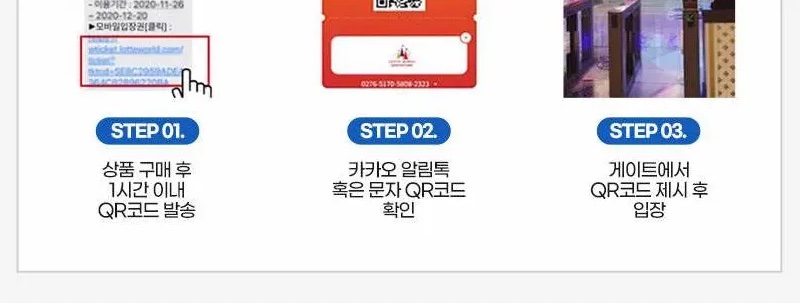 - 이용기간 : 2020-11-26
~ 2020-12-20
▶모바일입장권[클릭] :
eticket.lotteworld.com/
ticket?
0276-5170-5808-2323
STEP 01.
상품 구매 후
1시간 이내
QR코드 발송
STEP 02.
카카오 알림톡
혹은 문자 QR코드
확인
STEP 03.
게이트에서
QR코드 제시 후
입장